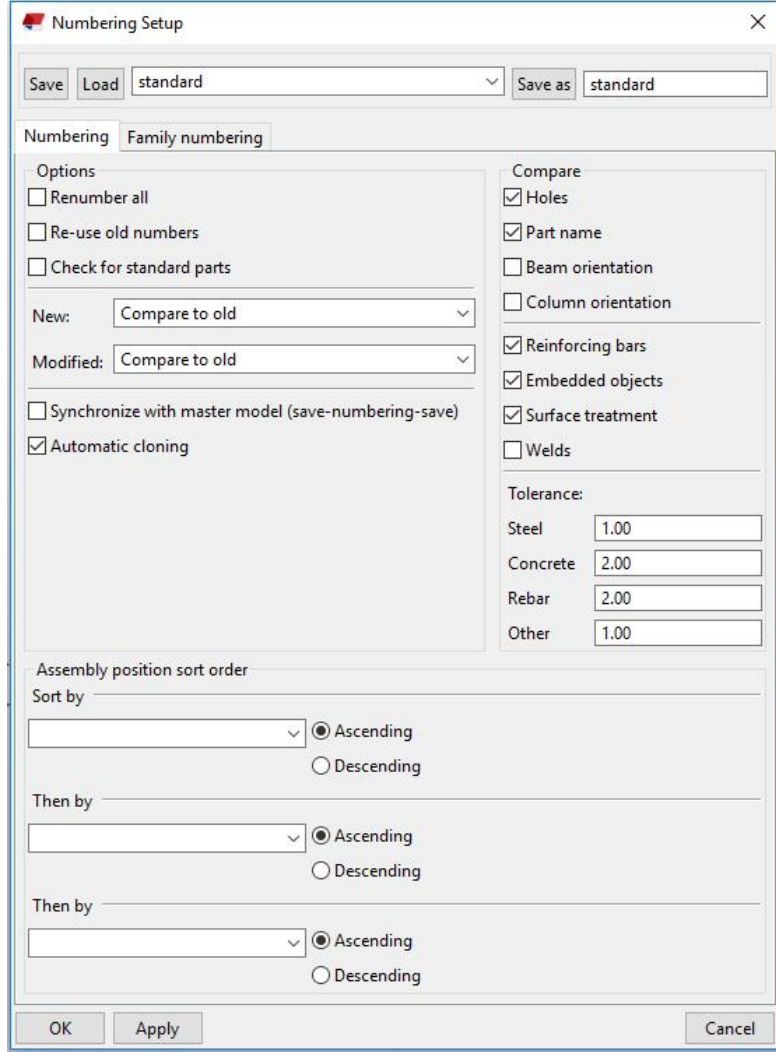 Numbering Setup
Save Load standard Save as standard
Numbering Family numbering
Options
Renumber all
Re-use old numbers
Check for standard parts
New: Compare to old
Modified: Compare to old
Synchronize with master model (save-numbering-save)
Automatic cloning
Compare
Holes
Part name
Beam orientation
Column orientation
Reinforcing bars
Embedded objects
Surface treatment
Welds
Tolerance:
Steel 1.00
Concrete 2.00
Rebar 2.00
Other 1.00
Assembly position sort order
Sort by
Ascending
Descending
Then by
Ascending
Descending
Then by
Ascending
Descending
OK Apply Cancel